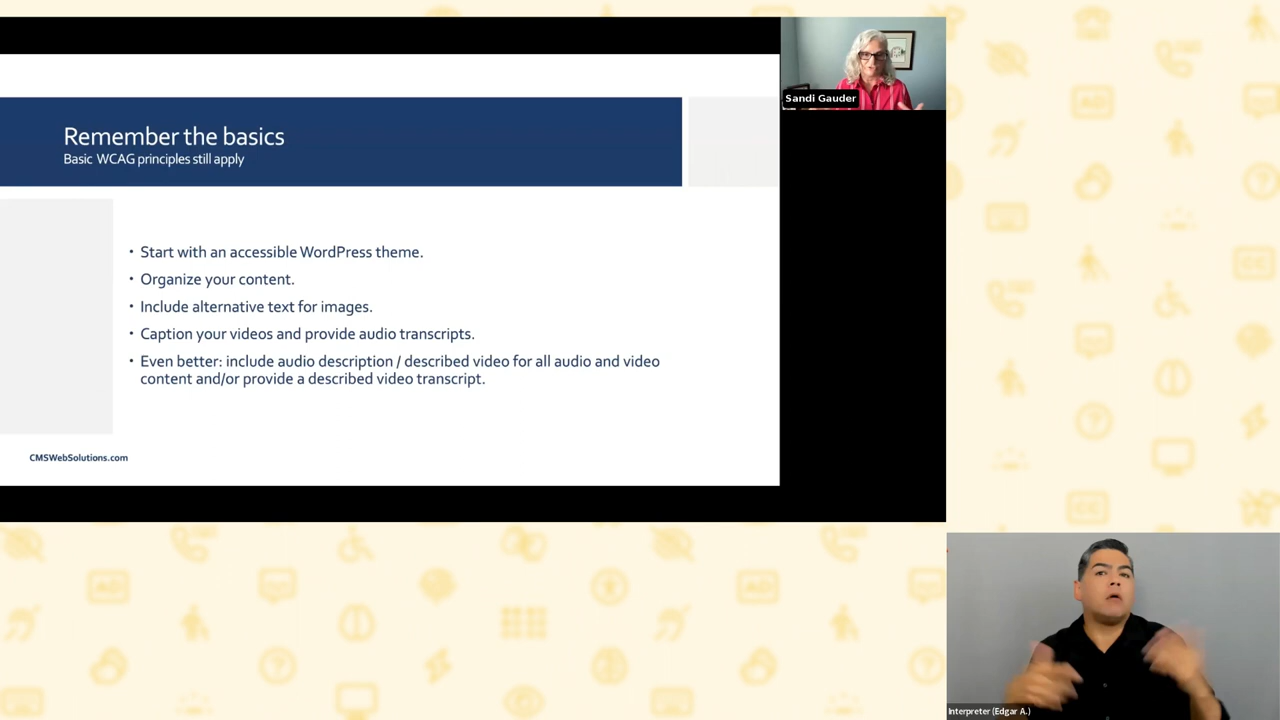 Sandi Gauder
Remember the basics
Basic WCAG principles still apply
• Start with an accessible WordPress theme.
• Organize your content.
• Include alternative text for images.
• Caption your videos and provide audio transcripts.
• Even better: include audio description / described video for all audio and video
content and/or provide a described video transcript.
CMSWebSolutions.com
Interpreter (Edgar A.)